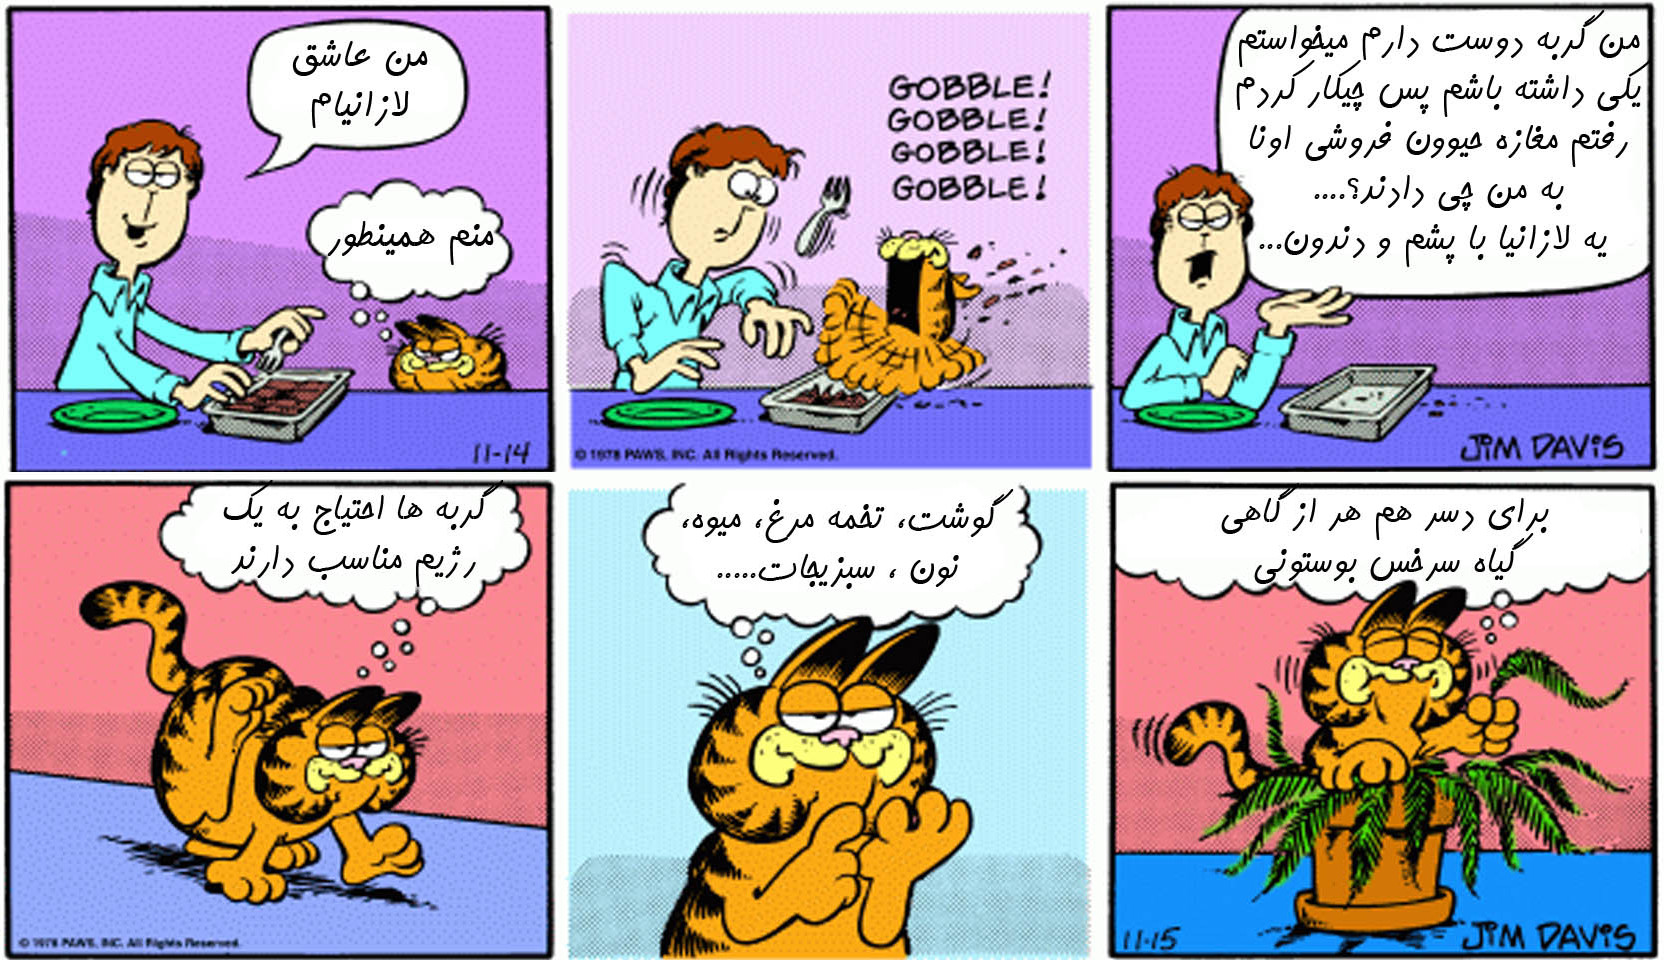 من عاشق
لازانیام
منم همینطور
11-14
GOBBLE!
GOBBLE!
GOBBLE!
GOBBLE!
© 1978 PAWS, INC. All Rights Reserved.
من گربه دوست دارم میخواستم
یکی داشته باشم پس چیکار کردم
رفتم مغازه حیوون فروشی اونا
به من چی دادند؟....
یه لازانیا با پشم و دندون...
JIM DAVIS
گربه ها احتیاج به یک
رژیم مناسب دارند
© 1978 PAWS, INC. All Rights Reserved.
گوشت، تخمه مرغ، میوه،
نون ، سبزیجات.....
برای دسر هم هر از گاهی
گیاه سرخس بوستونی
11-15
JIM DAVIS